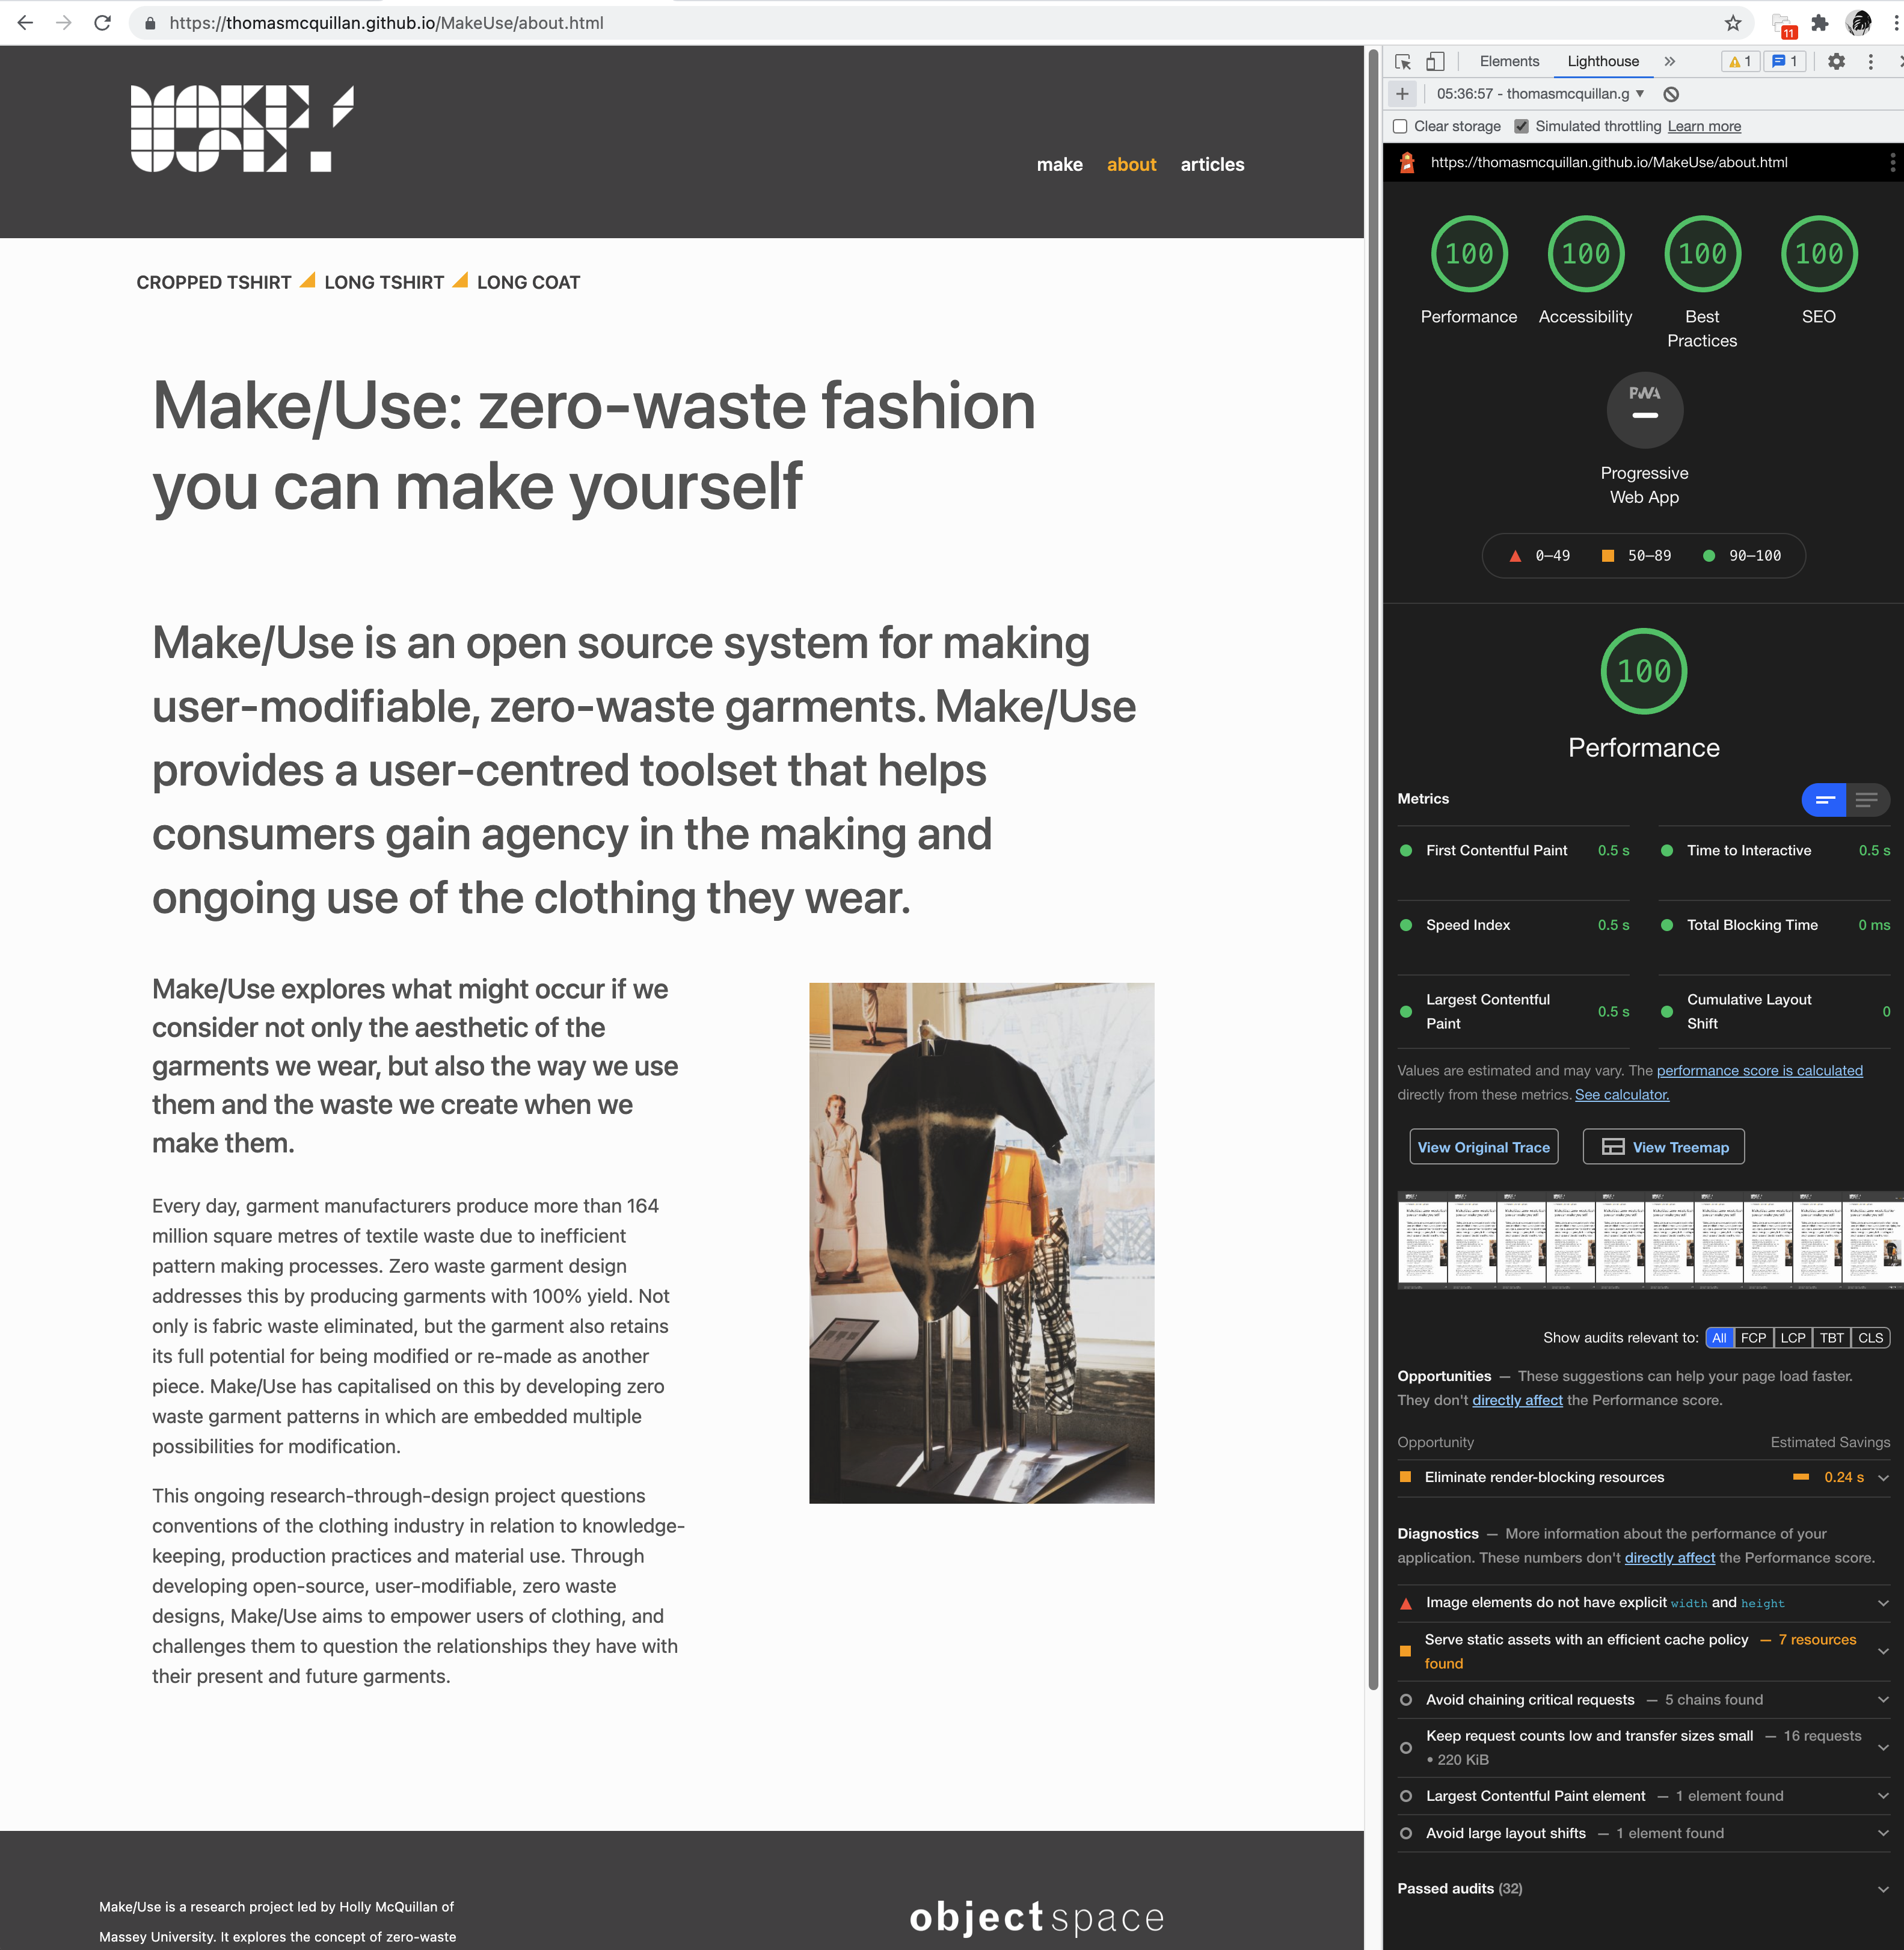 https://thomasmcquillan.github.io/MakeUse/about.html
11
MAKE/
USE.
make about articles
CROPPED TSHIRT LONG TSHIRT LONG COAT
Make/Use: zero-waste fashion
you can make yourself
Make/Use is an open source system for making
user-modifiable, zero-waste garments. Make/Use
provides a user-centred toolset that helps
consumers gain agency in the making and
ongoing use of the clothing they wear.
Make/Use explores what might occur if we
consider not only the aesthetic of the
garments we wear, but also the way we use
them and the waste we create when we
make them.
Every day, garment manufacturers produce more than 164
million square metres of textile waste due to inefficient
pattern making processes. Zero waste garment design
addresses this by producing garments with 100% yield. Not
only is fabric waste eliminated, but the garment also retains
its full potential for being modified or re-made as another
piece. Make/Use has capitalised on this by developing zero
waste garment patterns in which are embedded multiple
possibilities for modification.
This ongoing research-through-design project questions
conventions of the clothing industry in relation to knowledge-
keeping, production practices and material use. Through
developing open-source, user-modifiable, zero waste
designs, Make/Use aims to empower users of clothing, and
challenges them to question the relationships they have with
their present and future garments.
Make/Use is a research project led by Holly McQuillan of
Massey University. It explores the concept of zero-waste
objectspace
Elements Lighthouse 1 1
05:36:57 - thomasmcquillan.g
Clear storage Simulated throttling Learn more
https://thomasmcquillan.github.io/MakeUse/about.html
100 100 100 100
Performance Accessibility Best Practices SEO
PWA
Progressive
Web App
0–49 50–89 90–100
100
Performance
Metrics
First Contentful Paint 0.5 s
Time to Interactive 0.5 s
Speed Index 0.5 s
Total Blocking Time 0 ms
Largest Contentful Paint 0.5 s
Cumulative Layout Shift 0
Values are estimated and may vary. The performance score is calculated
directly from these metrics. See calculator.
View Original Trace View Treemap
Show audits relevant to: All FCP LCP TBT CLS
Opportunities — These suggestions can help your page load faster.
They don't directly affect the Performance score.
Opportunity Estimated Savings
Eliminate render-blocking resources 0.24 s
Diagnostics — More information about the performance of your
application. These numbers don't directly affect the Performance score.
Image elements do not have explicit width and height
Serve static assets with an efficient cache policy — 7 resources
found
Avoid chaining critical requests — 5 chains found
Keep request counts low and transfer sizes small — 16 requests
• 220 KiB
Largest Contentful Paint element — 1 element found
Avoid large layout shifts — 1 element found
Passed audits (32)